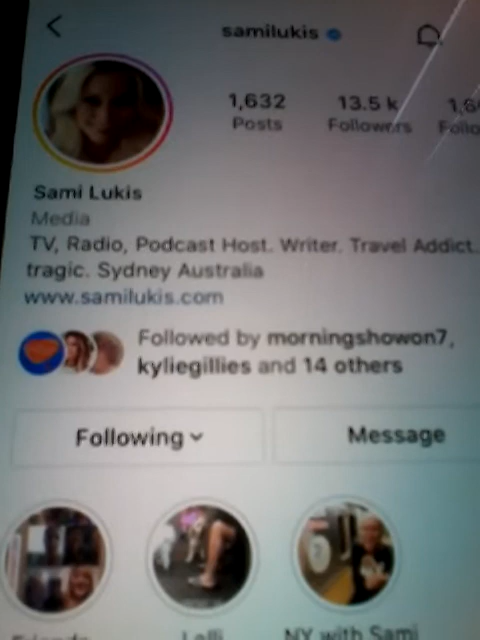 samilukis
1,632
Posts
13.5 k
Followers
Sami Lukis
Media
TV, Radio, Podcast Host. Writer. Travel Addict.
tragic. Sydney Australia
www.samilukis.com
Followed by morningshowon7,
kyliegillies and 14 others
Following
Message
Friends
Lolli
NY with Sami